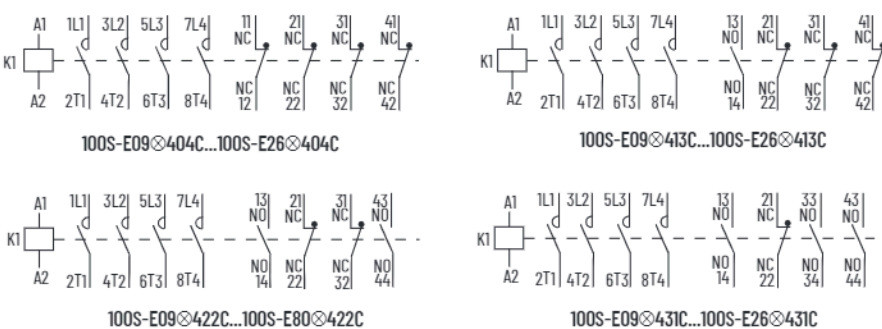 A1 1L1 3L2 5L3 7L4 11 NC 21 NC 31 NC 41 NC
K1
A2 2T1 4T2 6T3 8T4 NC 12 NC 22 NC 32 NC 42
100S-E09⊗404C...100S-E26⊗404C
A1 1L1 3L2 5L3 7L4 13 NO 21 NC 31 NC 41 NC
K1
A2 2T1 4T2 6T3 8T4 NO 14 NC 22 NC 32 NC 42
100S-E09⊗413C...100S-E26⊗413C
A1 1L1 3L2 5L3 7L4 13 NO 21 NC 31 NC 43 NO
K1
A2 2T1 4T2 6T3 8T4 NO 14 NC 22 NC 32 NO 44
100S-E09⊗422C...100S-E80⊗422C
A1 1L1 3L2 5L3 7L4 13 NO 21 NC 33 NO 43 NO
K1
A2 2T1 4T2 6T3 8T4 NO 14 NC 22 NO 34 NO 44
100S-E09⊗431C...100S-E26⊗431C